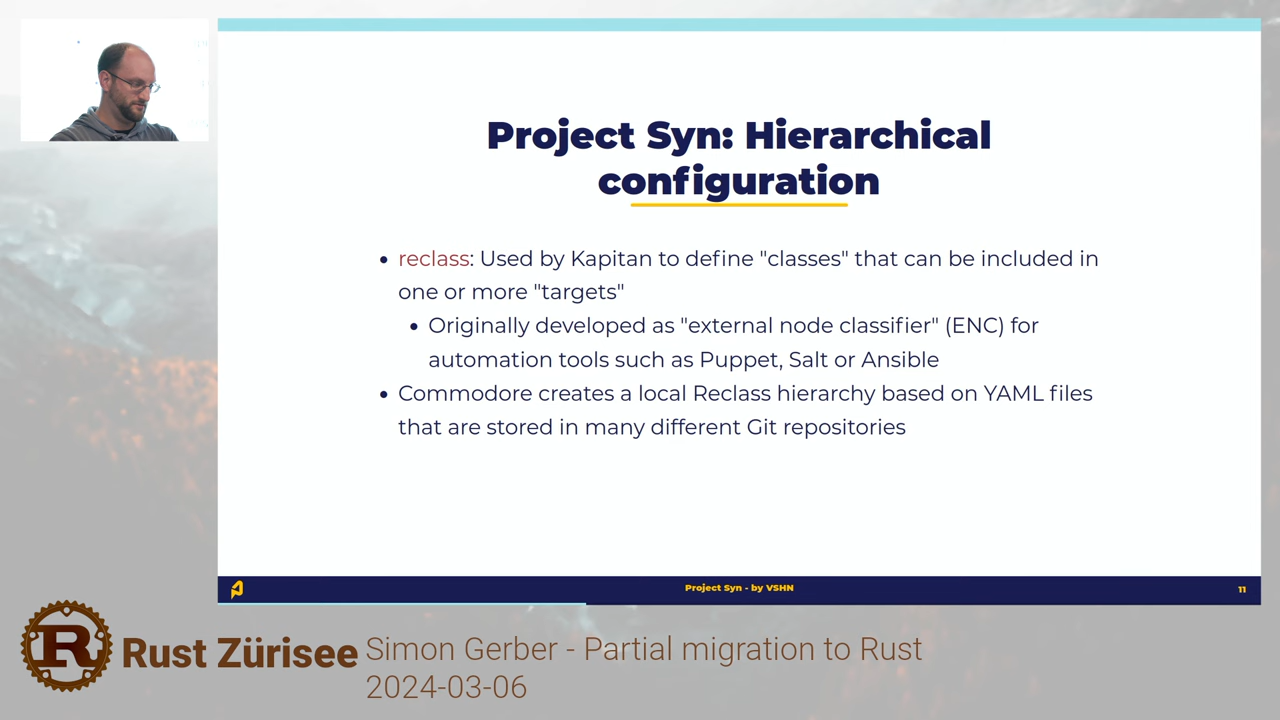 Project Syn: Hierarchical
configuration
reclass: Used by Kapitan to define "classes" that can be included in
one or more "targets"
Originally developed as "external node classifier" (ENC) for
automation tools such as Puppet, Salt or Ansible
Commodore creates a local Reclass hierarchy based on YAML files
that are stored in many different Git repositories
Project Syn - by VSHN
11
R
Rust Zürisee
Simon Gerber - Partial migration to Rust
2024-03-06